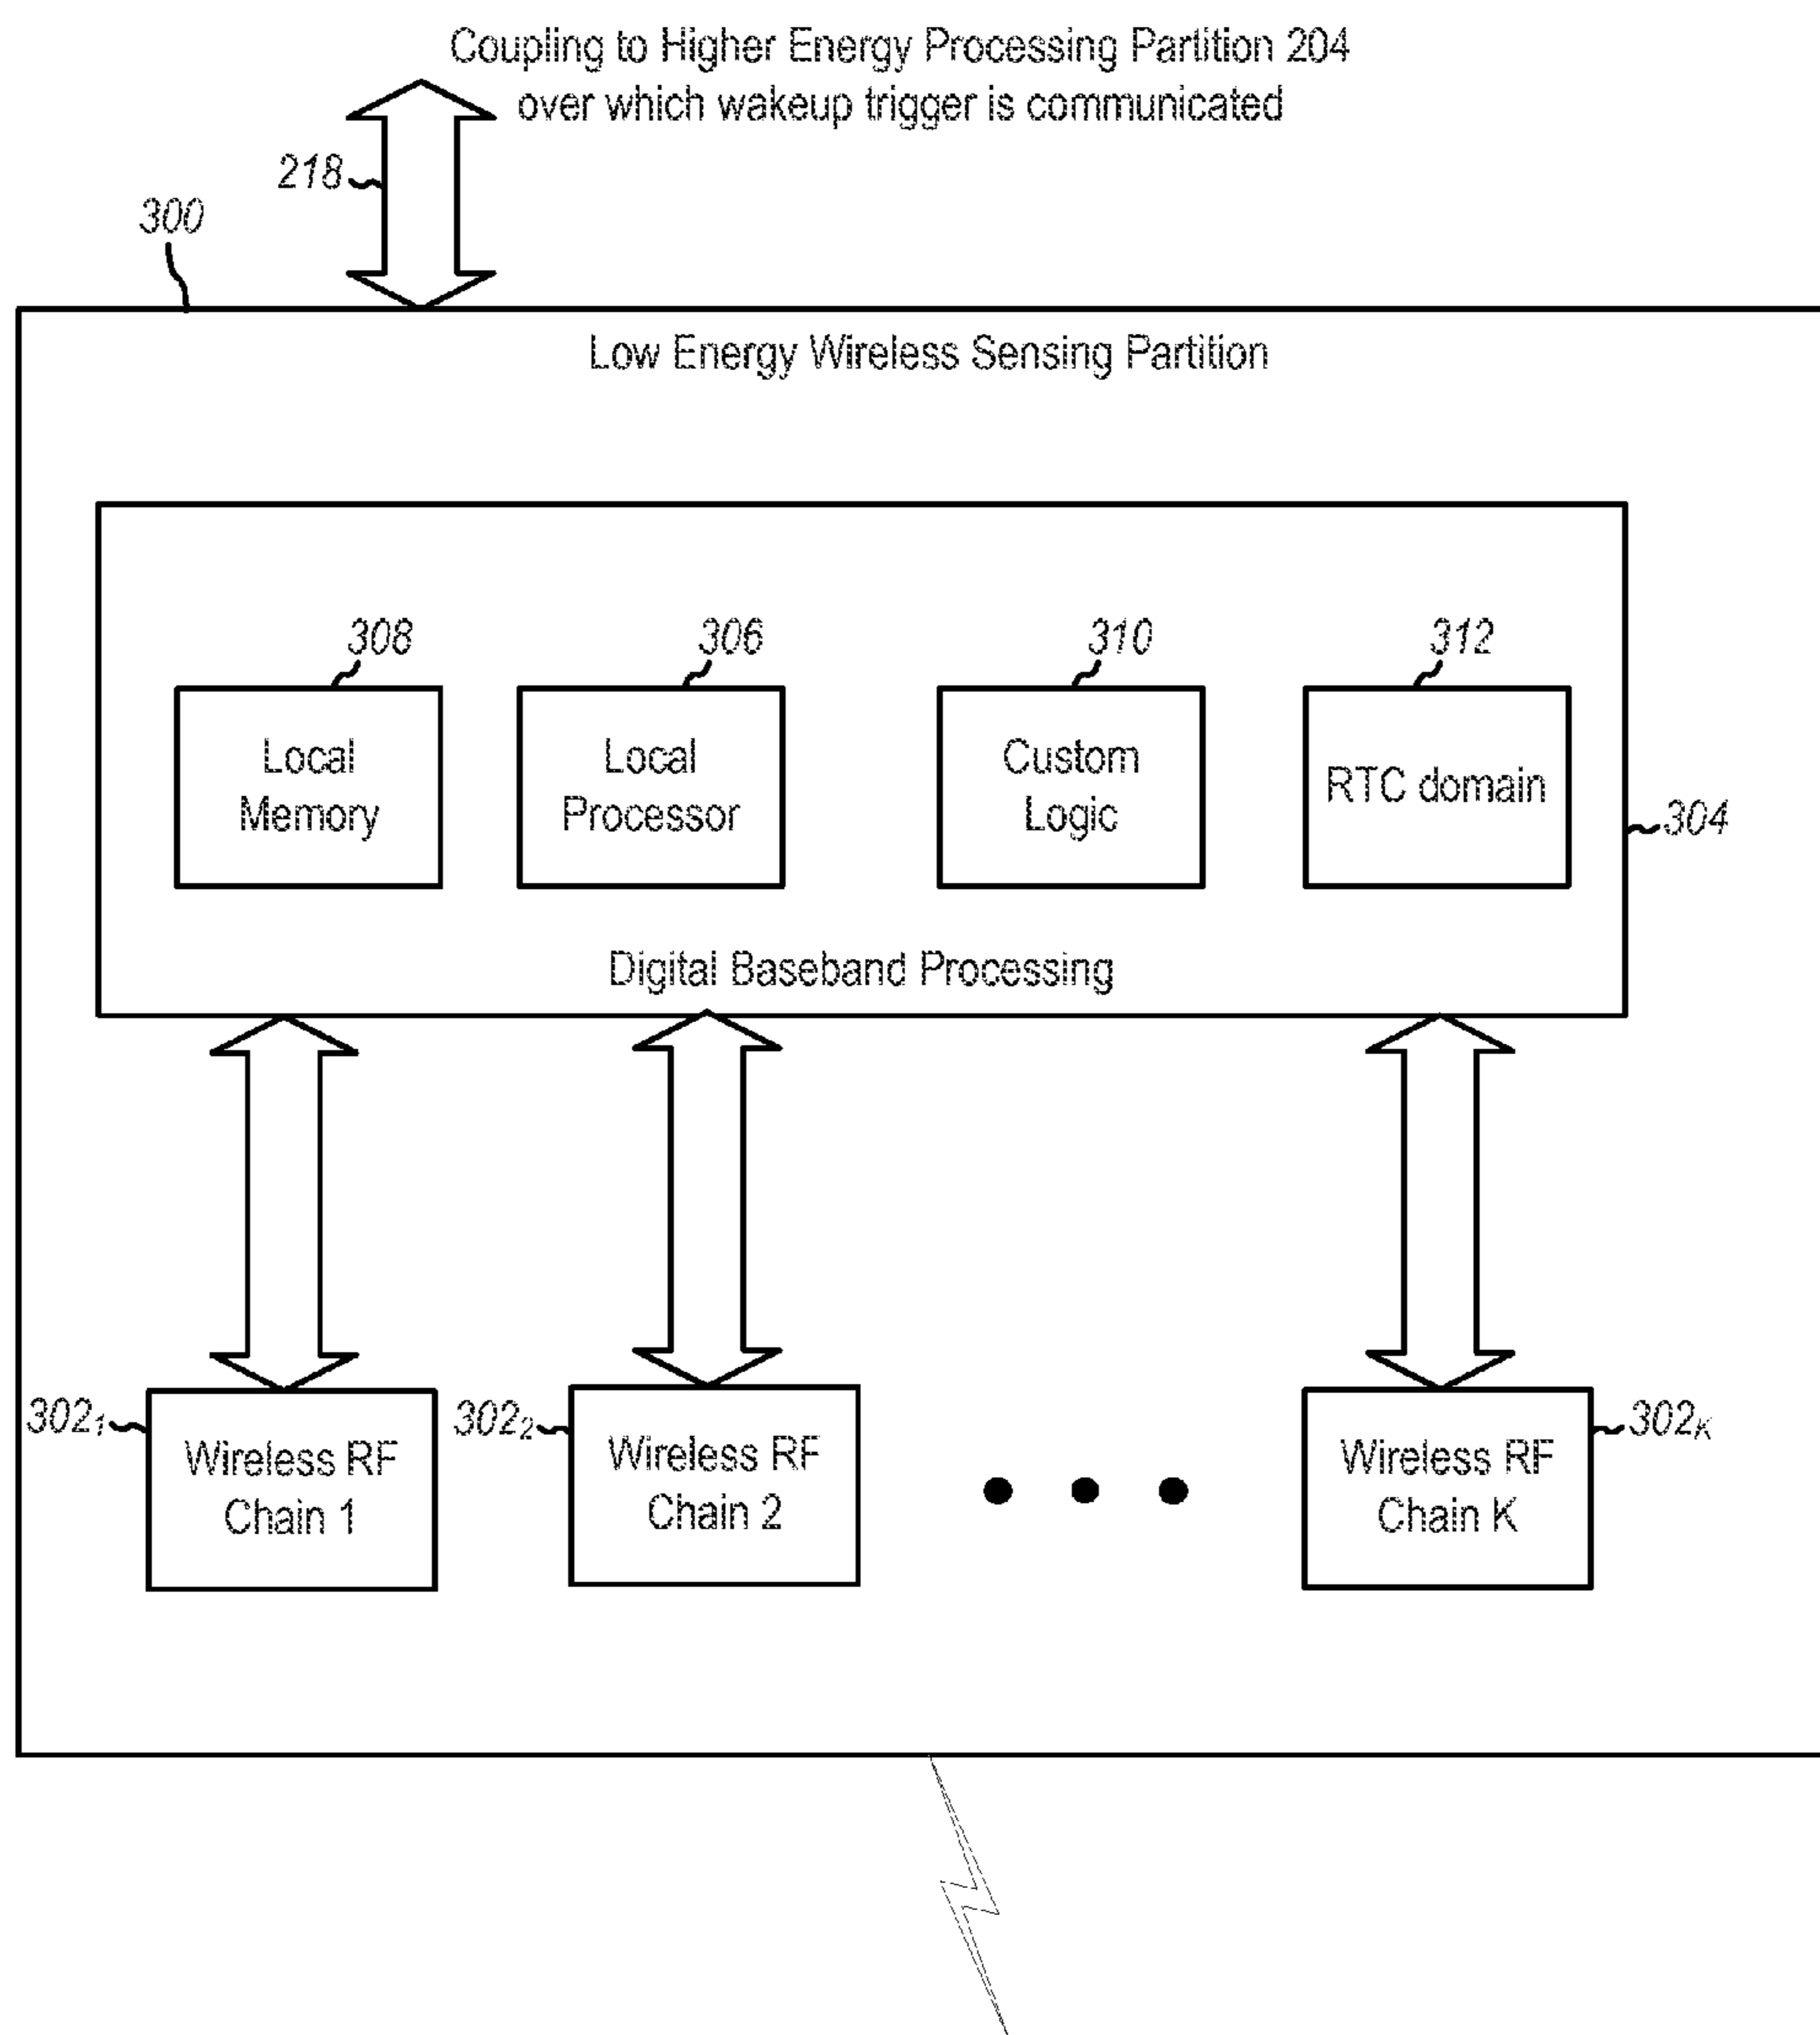 Coupling to Higher Energy Processing Partition 204
over which wakeup trigger is communicated
218
300
Low Energy Wireless Sensing Partition
308
306
310
312
Local
Memory
Local
Processor
Custom
Logic
RTC domain
304
Digital Baseband Processing
302₁
Wireless RF
Chain 1
302₂
Wireless RF
Chain 2
Wireless RF
Chain K
302K